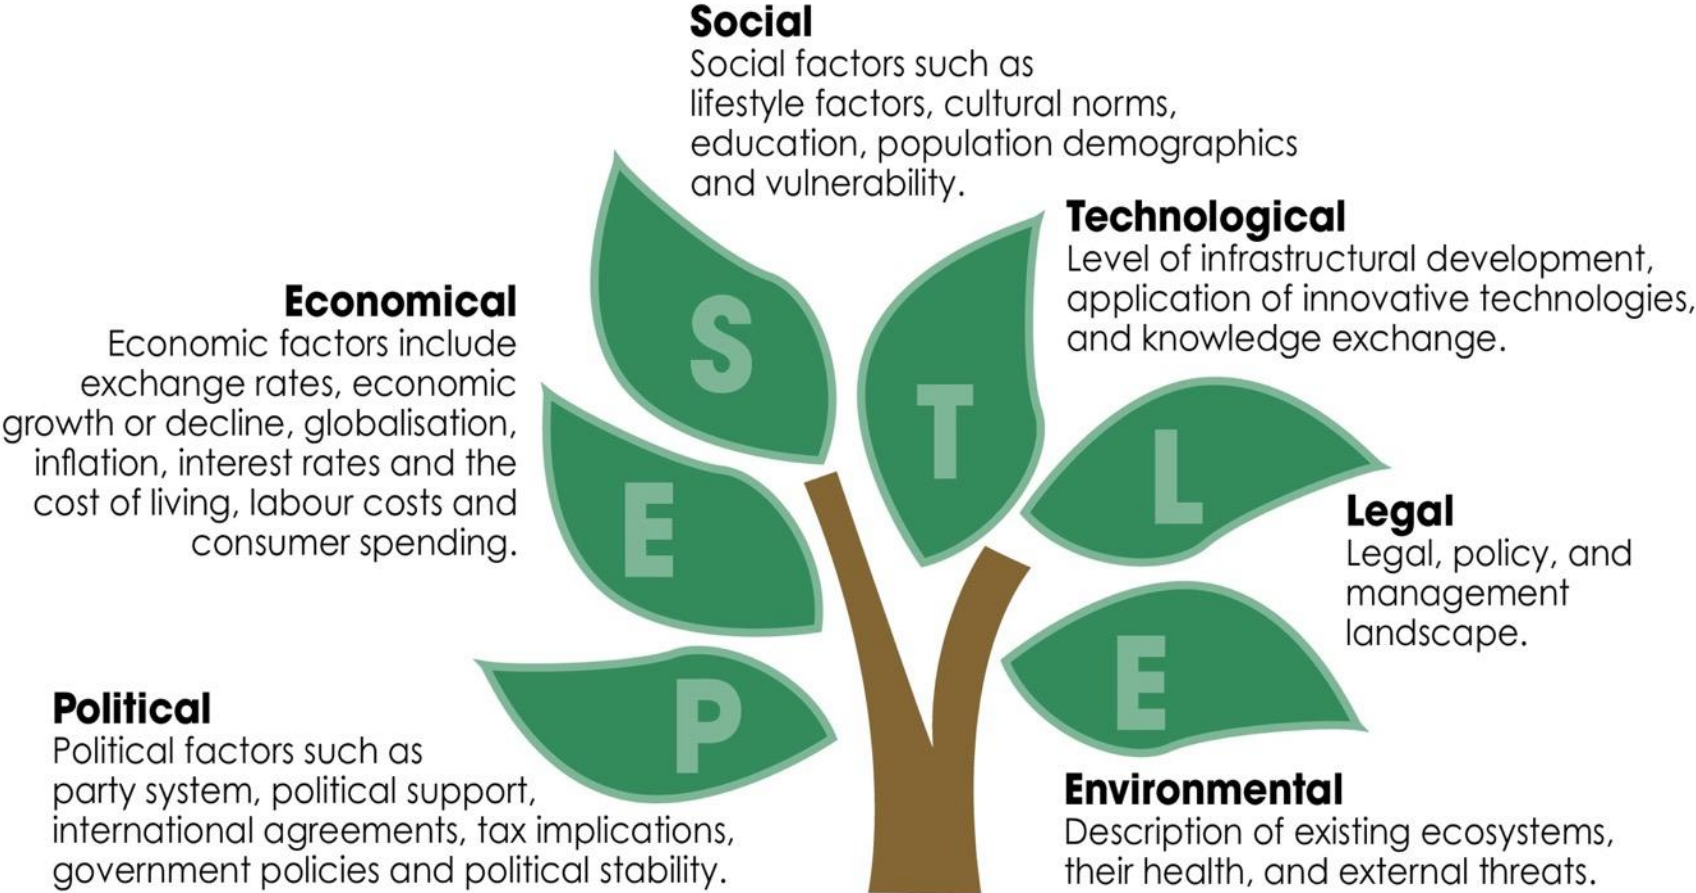 Social
Social factors such as
lifestyle factors, cultural norms,
education, population demographics
and vulnerability.
Technological
Level of infrastructural development,
application of innovative technologies,
and knowledge exchange.
Economical
Economic factors include
exchange rates, economic
growth or decline, globalisation,
inflation, interest rates and the
cost of living, labour costs and
consumer spending.
S
T
L
E
Legal
Legal, policy, and
management
landscape.
E
P
Political
Political factors such as
party system, political support,
international agreements, tax implications,
government policies and political stability.
Environmental
Description of existing ecosystems,
their health, and external threats.